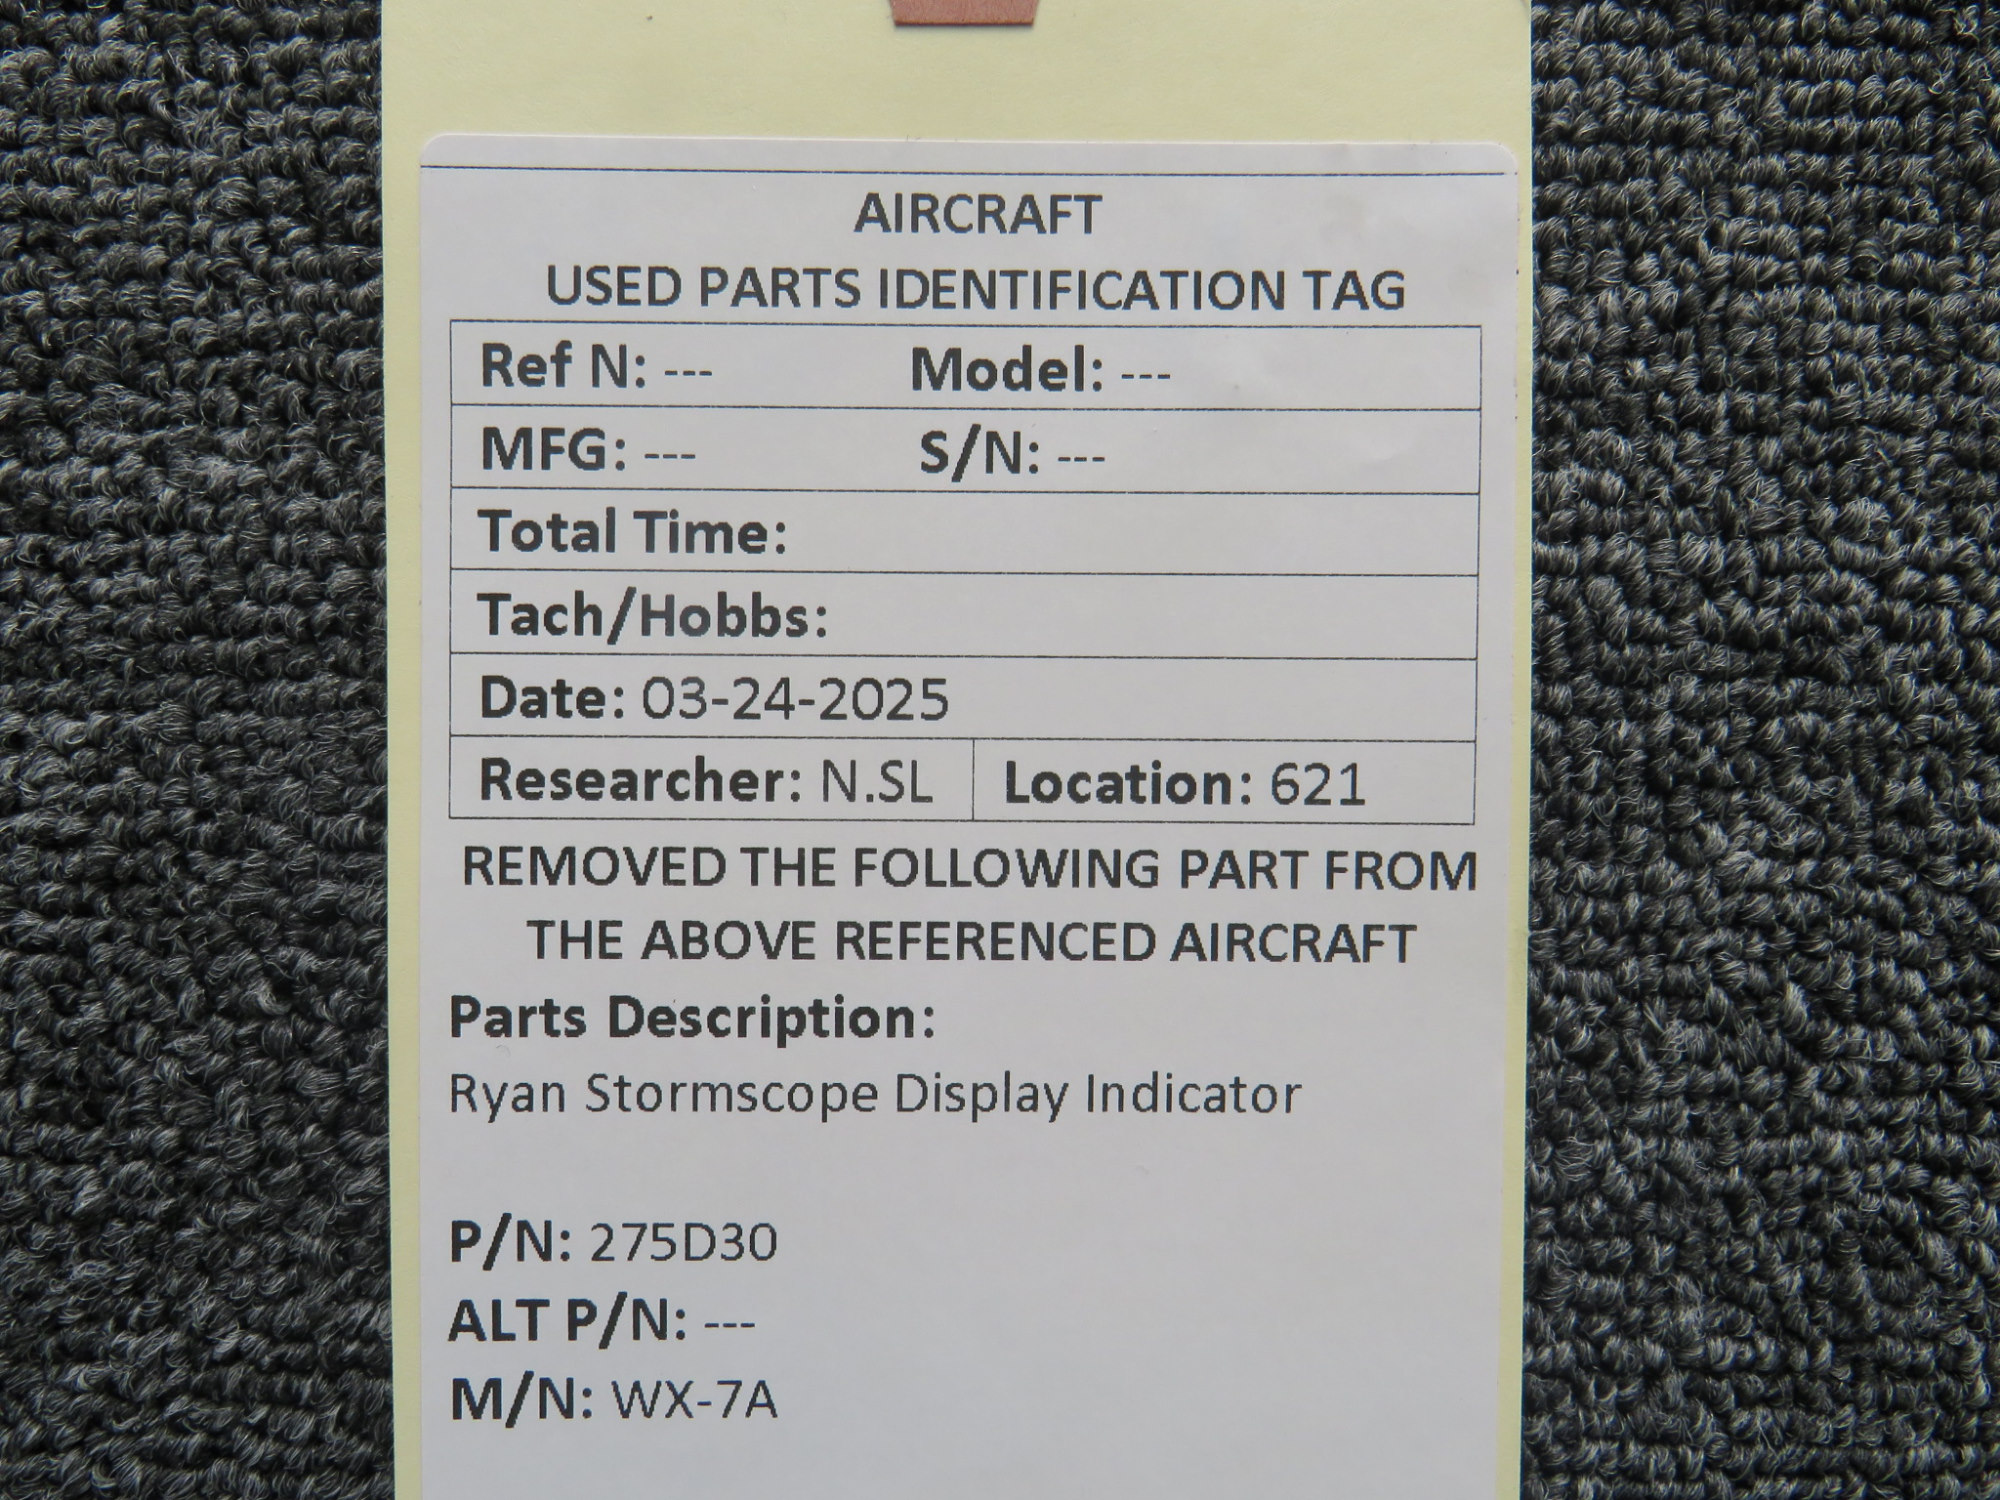 AIRCRAFT
USED PARTS IDENTIFICATION TAG
Ref N: --- Model: ---
MFG: --- S/N: ---
Total Time:
Tach/Hobbs:
Date: 03-24-2025
Researcher: N.SL Location: 621
REMOVED THE FOLLOWING PART FROM
THE ABOVE REFERENCED AIRCRAFT
Parts Description:
Ryan Stormscope Display Indicator
P/N: 275D30
ALT P/N: ---
M/N: WX-7A